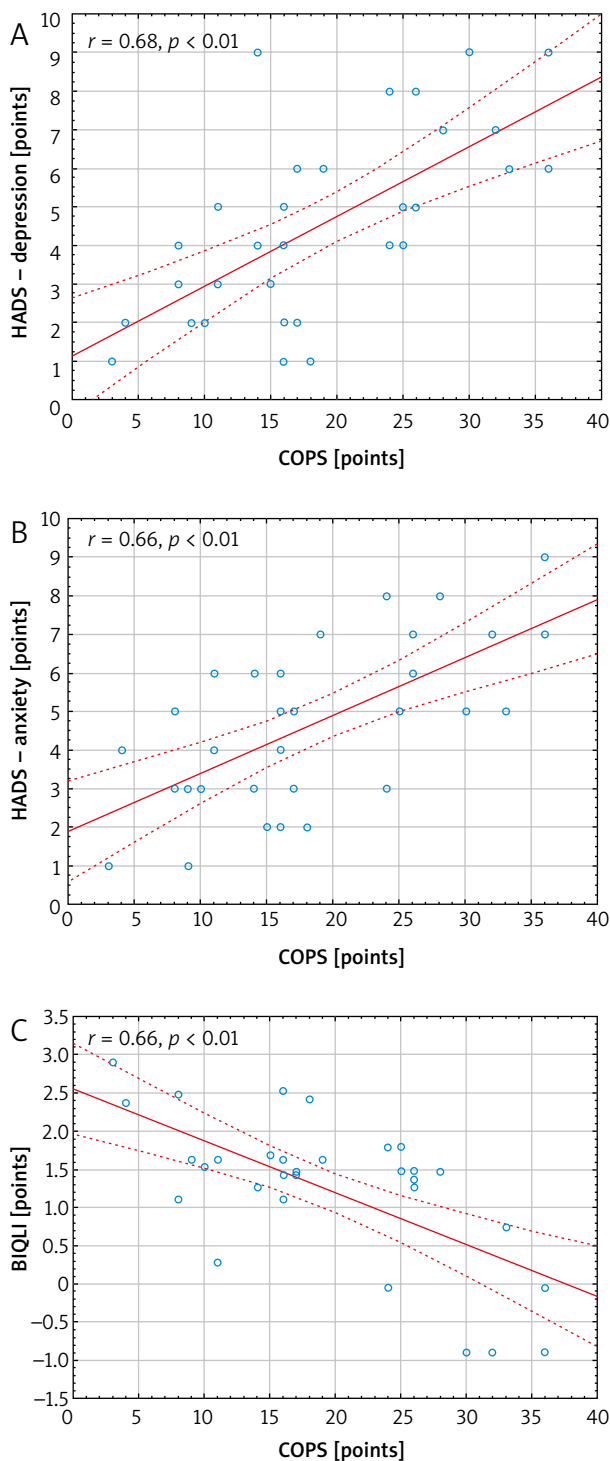 A
r = 0.68, p < 0.01
HADS – depression [points]
10
9
8
7
6
5
4
3
2
1
0
0 5 10 15 20 25 30 35 40
COPS [points]
B
r = 0.66, p < 0.01
HADS – anxiety [points]
10
9
8
7
6
5
4
3
2
1
0
0 5 10 15 20 25 30 35 40
COPS [points]
C
r = 0.66, p < 0.01
BIQLI [points]
3.5
3.0
2.5
2.0
1.5
1.0
0.5
0
–0.5
–1.0
–1.5
0 5 10 15 20 25 30 35 40
COPS [points]